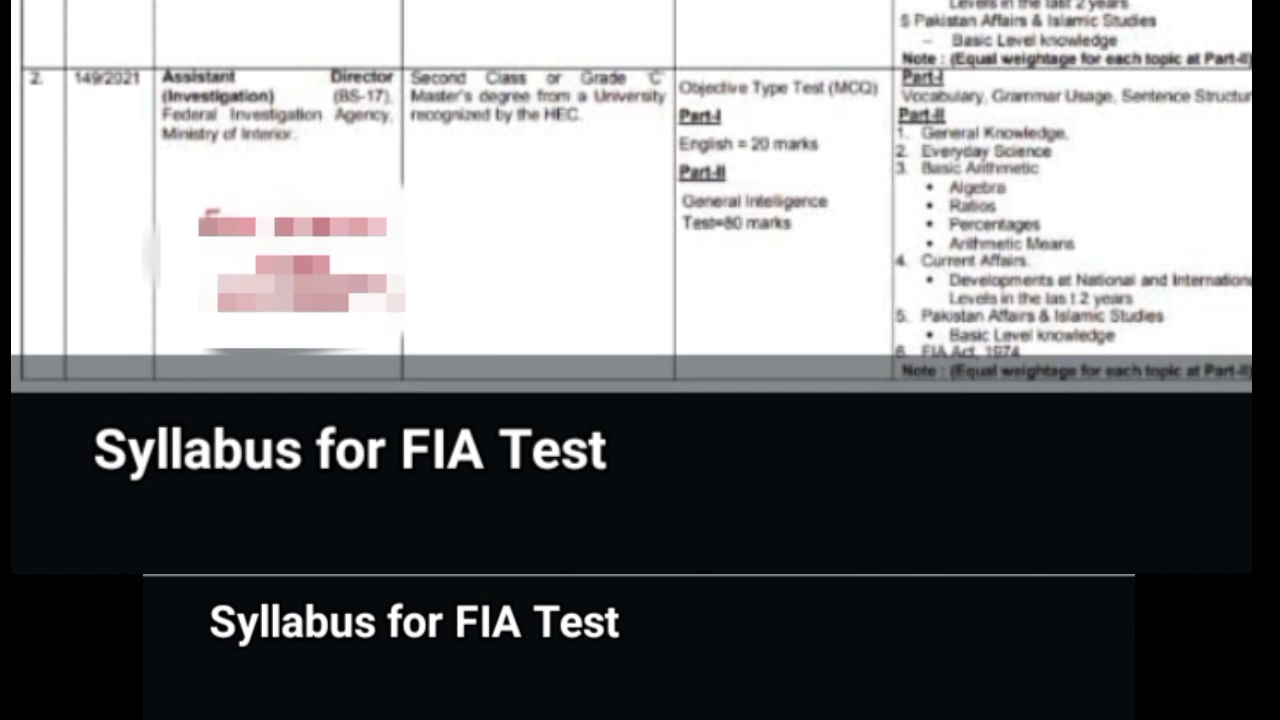 Levels in the last 2 years
5 Pakistan Affairs & Islamic Studies
– Basic Level knowledge
Note : (Equal weightage for each topic at Part-II)
2.
149/2021
Assistant Director
(Investigation) (BS-17),
Federal Investigation Agency,
Ministry of Interior.
Second Class or Grade 'C'
Master's degree from a University
recognized by the HEC.
Objective Type Test (MCQ)
Part-I
English = 20 marks
Part-II
General Intelligence
Test=80 marks
Part-I
Vocabulary, Grammar Usage, Sentence Structur
Part-II
1. General Knowledge,
2. Everyday Science
3. Basic Arithmetic
• Algebra
• Ratios
• Percentages
• Arithmetic Means
4. Current Affairs.
• Developments at National and Internation
Levels in the las t 2 years
5. Pakistan Affairs & Islamic Studies
• Basic Level knowledge
6. FIA Act, 1974
Note : (Equal weightage for each topic at Part-II)
Syllabus for FIA Test
Syllabus for FIA Test